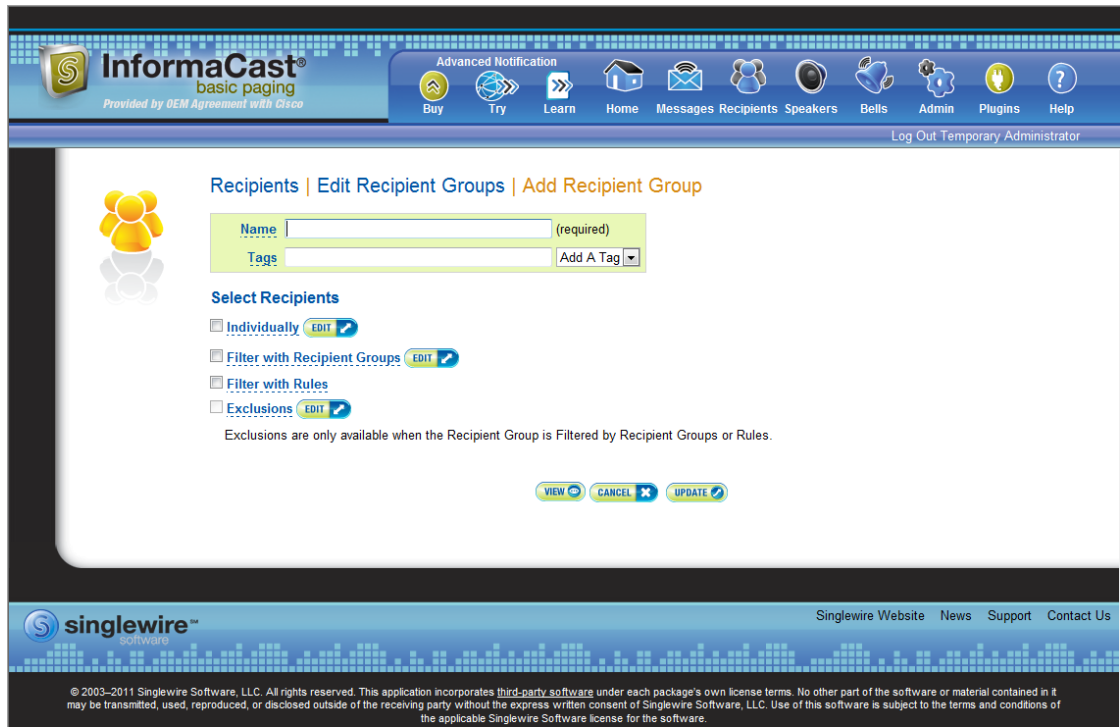 InformaCast®
basic paging
Provided by OEM Agreement with Cisco
Advanced Notification
Buy Try Learn Home Messages Recipients Speakers Bells Admin Plugins Help
Log Out Temporary Administrator
Recipients | Edit Recipient Groups | Add Recipient Group
Name (required)
Tags Add A Tag
Select Recipients
Individually EDIT
Filter with Recipient Groups EDIT
Filter with Rules
Exclusions EDIT
Exclusions are only available when the Recipient Group is Filtered by Recipient Groups or Rules.
VIEW CANCEL UPDATE
Singlewire Website News Support Contact Us
singlewire℠
software
© 2003–2011 Singlewire Software, LLC. All rights reserved. This application incorporates third-party software under each package's own license terms. No other part of the software or material contained in it
may be transmitted, used, reproduced, or disclosed outside of the receiving party without the express written consent of Singlewire Software, LLC. Use of this software is subject to the terms and conditions of
the applicable Singlewire Software license for the software.